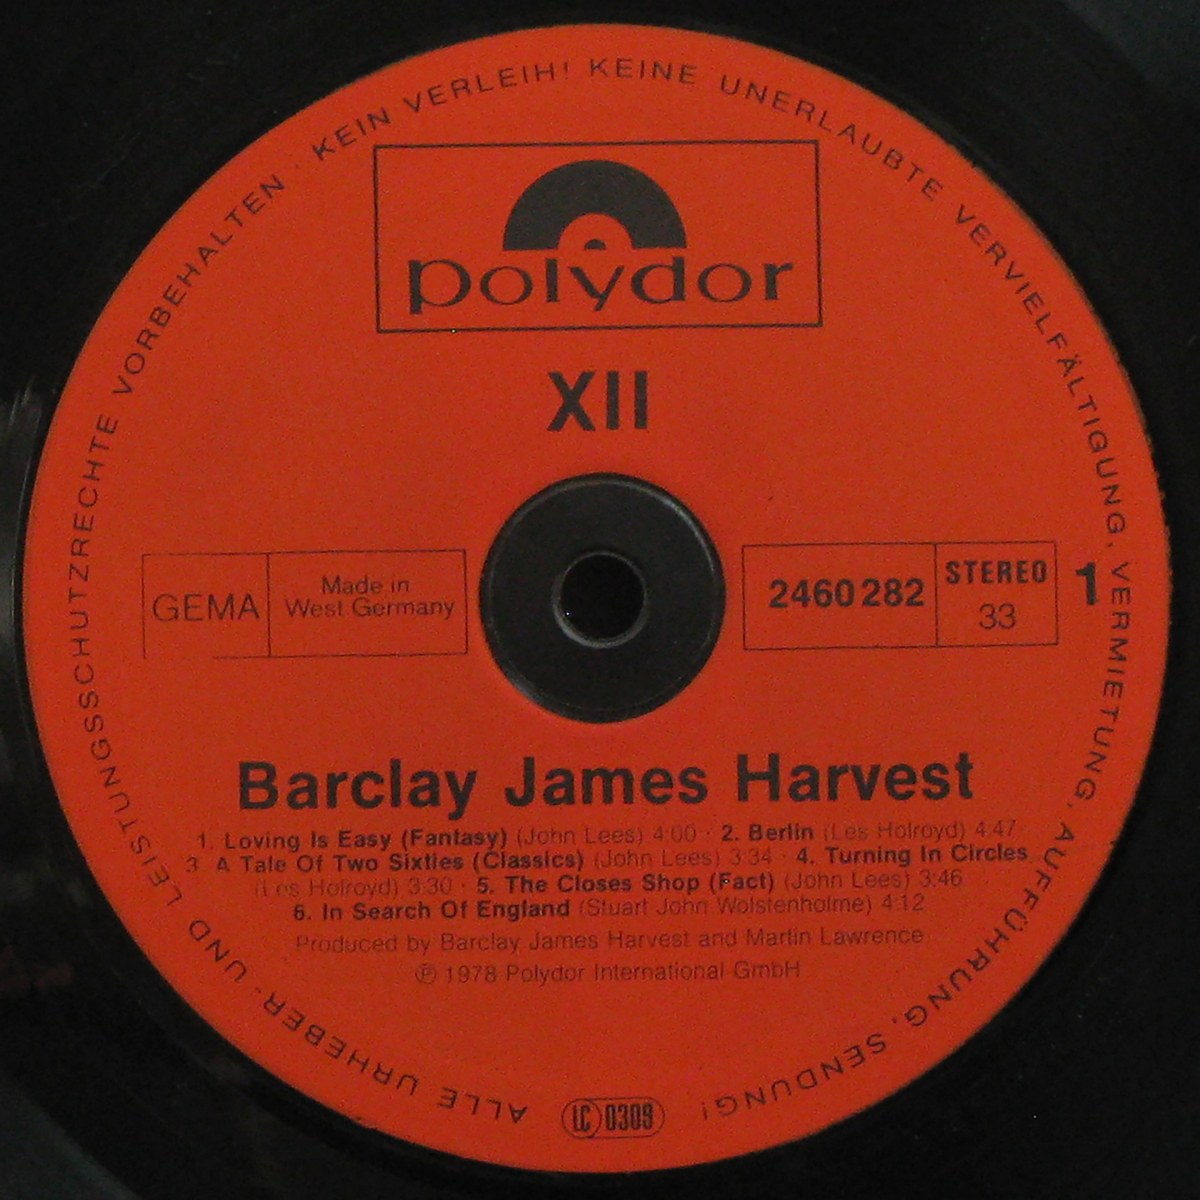 ALLE URHEBER- UND LEISTUNGSSCHUTZRECHTE VORBEHALTEN · KEIN VERLEIH! KEINE UNERLAUBTE VERVIELFÄLTIGUNG, VERMIETUNG, AUFFÜHRUNG, SENDUNG!
polydor
XII
GEMA
Made in
West Germany
2460 282
STEREO
33
1
Barclay James Harvest
1. Loving Is Easy (Fantasy) (John Lees) 4:00 · 2. Berlin (Les Holroyd) 4:47
3 A Tale Of Two Sixties (Classics) (John Lees) 3:34 · 4. Turning In Circles
(Les Holroyd) 3:30 · 5. The Closes Shop (Fact) (John Lees) 3:46
6. In Search Of England (Stuart John Wolstenholme) 4:12
Produced by Barclay James Harvest and Martin Lawrence
℗ 1978 Polydor International GmbH
LC 0309